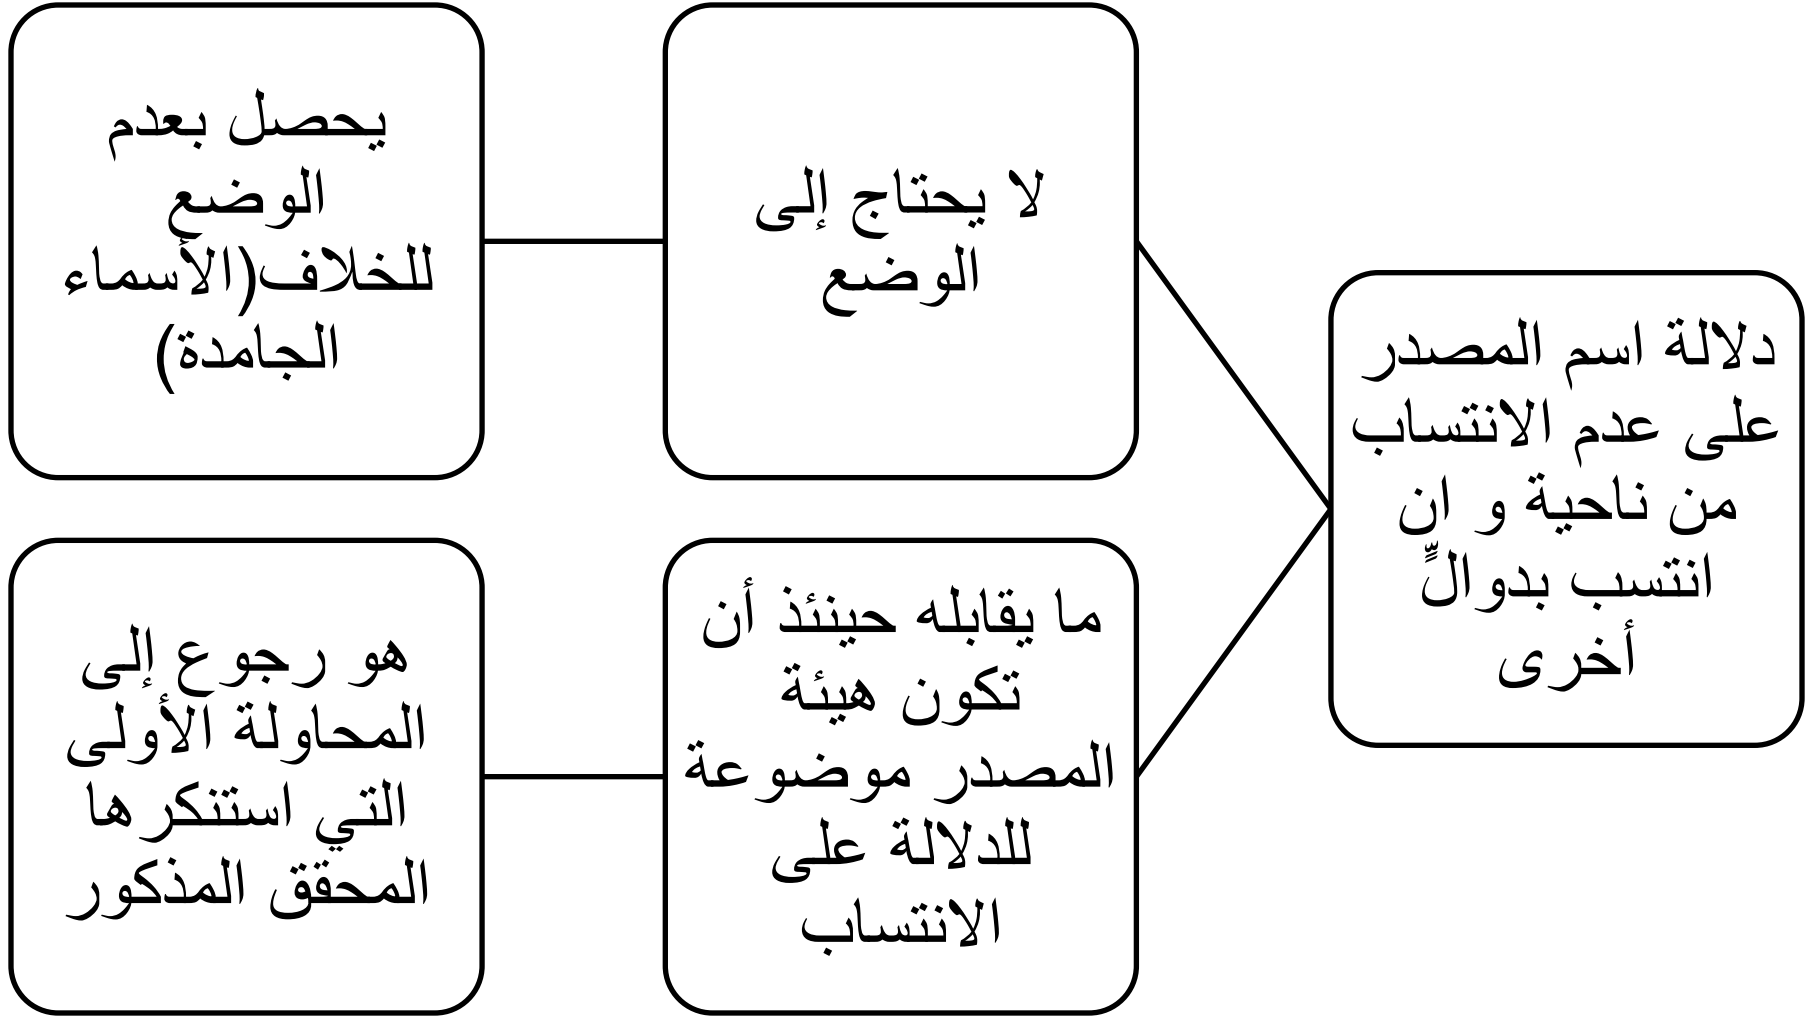 دلالة اسم المصدر
على عدم الانتساب
من ناحية و ان
انتسب بدوالٍّ
أخرى
لا يحتاج إلى
الوضع
يحصل بعدم
الوضع
للخلاف(الأسماء
الجامدة)
ما يقابله حينئذ أن
تكون هيئة
المصدر موضوعة
للدلالة على
الانتساب
هو رجوع إلى
المحاولة الأولى
التي استنكرها
المحقق المذكور